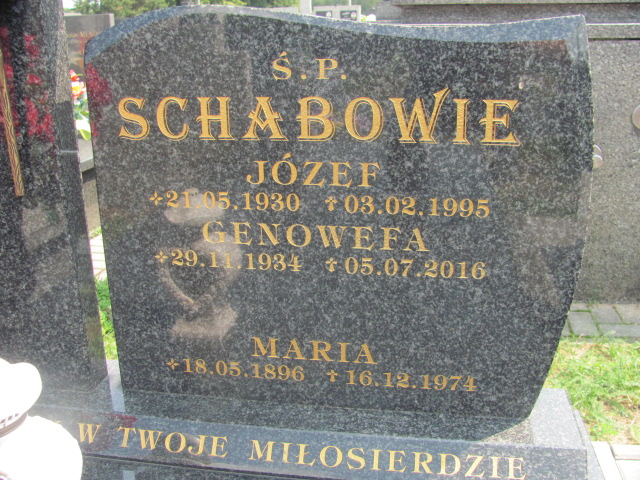 Ś.P.
SCHABOWIE
JÓZEF
*21.05.1930 ✝03.02.1995
GENOWEFA
*29.11.1934 ✝05.07.2016
MARIA
*18.05.1896 ✝16.12.1974
W TWOJE MIŁOSIERDZIE